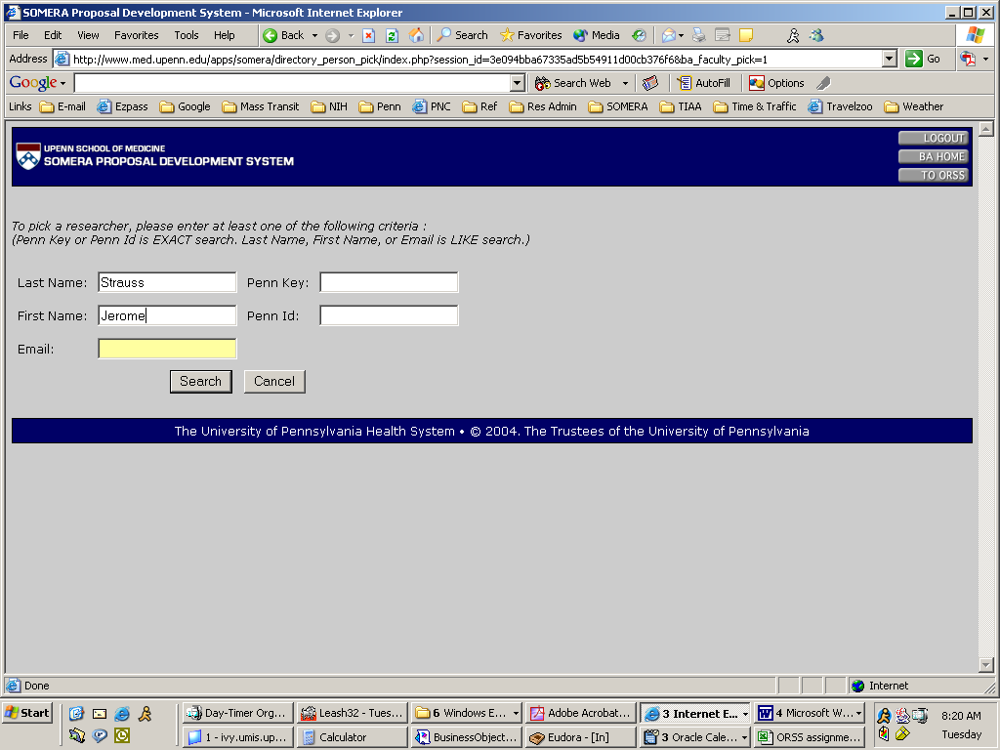 SOMERA Proposal Development System - Microsoft Internet Explorer
File Edit View Favorites Tools Help Back Search Favorites Media
Address http://www.med.upenn.edu/apps/somera/directory_person_pick/index.php?session_id=3e094bba67335ad5b54911d00cb376f6&ba_faculty_pick=1 Go
Google Search Web AutoFill Options
Links E-mail Ezpass Google Mass Transit NIH Penn PNC Ref Res Admin SOMERA TIAA Time & Traffic Travelzoo Weather
UPENN SCHOOL OF MEDICINE
SOMERA PROPOSAL DEVELOPMENT SYSTEM
LOGOUT
BA HOME
TO ORSS
To pick a researcher, please enter at least one of the following criteria :
(Penn Key or Penn Id is EXACT search. Last Name, First Name, or Email is LIKE search.)
Last Name: Strauss Penn Key:
First Name: Jerome Penn Id:
Email:
Search Cancel
The University of Pennsylvania Health System • © 2004, The Trustees of the University of Pennsylvania
Done Internet
Start Day-Timer Org... Leash32 - Tues... 6 Windows E... Adobe Acrobat... 3 Internet E... 4 Microsoft W... 8:20 AM
1 - ivy.umis.up... Calculator BusinessObject... Eudora - [In] 3 Oracle Cale... ORSS assignme... Tuesday